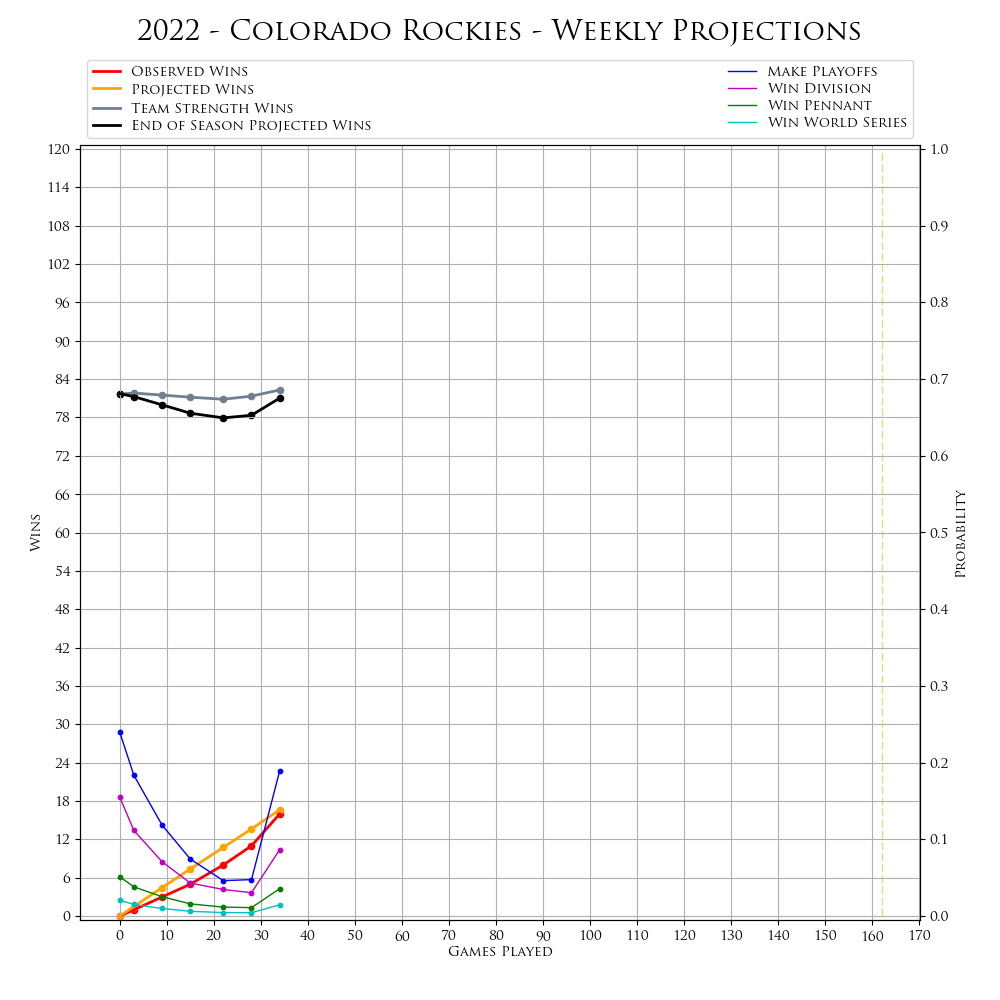 2022 - Colorado Rockies - Weekly Projections
Observed Wins
Projected Wins
Team Strength Wins
End of Season Projected Wins
Make Playoffs
Win Division
Win Pennant
Win World Series
120
114
108
102
96
90
84
78
72
66
60
54
48
42
36
30
24
18
12
6
0
Wins
1.0
0.9
0.8
0.7
0.6
0.5
0.4
0.3
0.2
0.1
0.0
Probability
0 10 20 30 40 50 60 70 80 90 100 110 120 130 140 150 160 170
Games Played